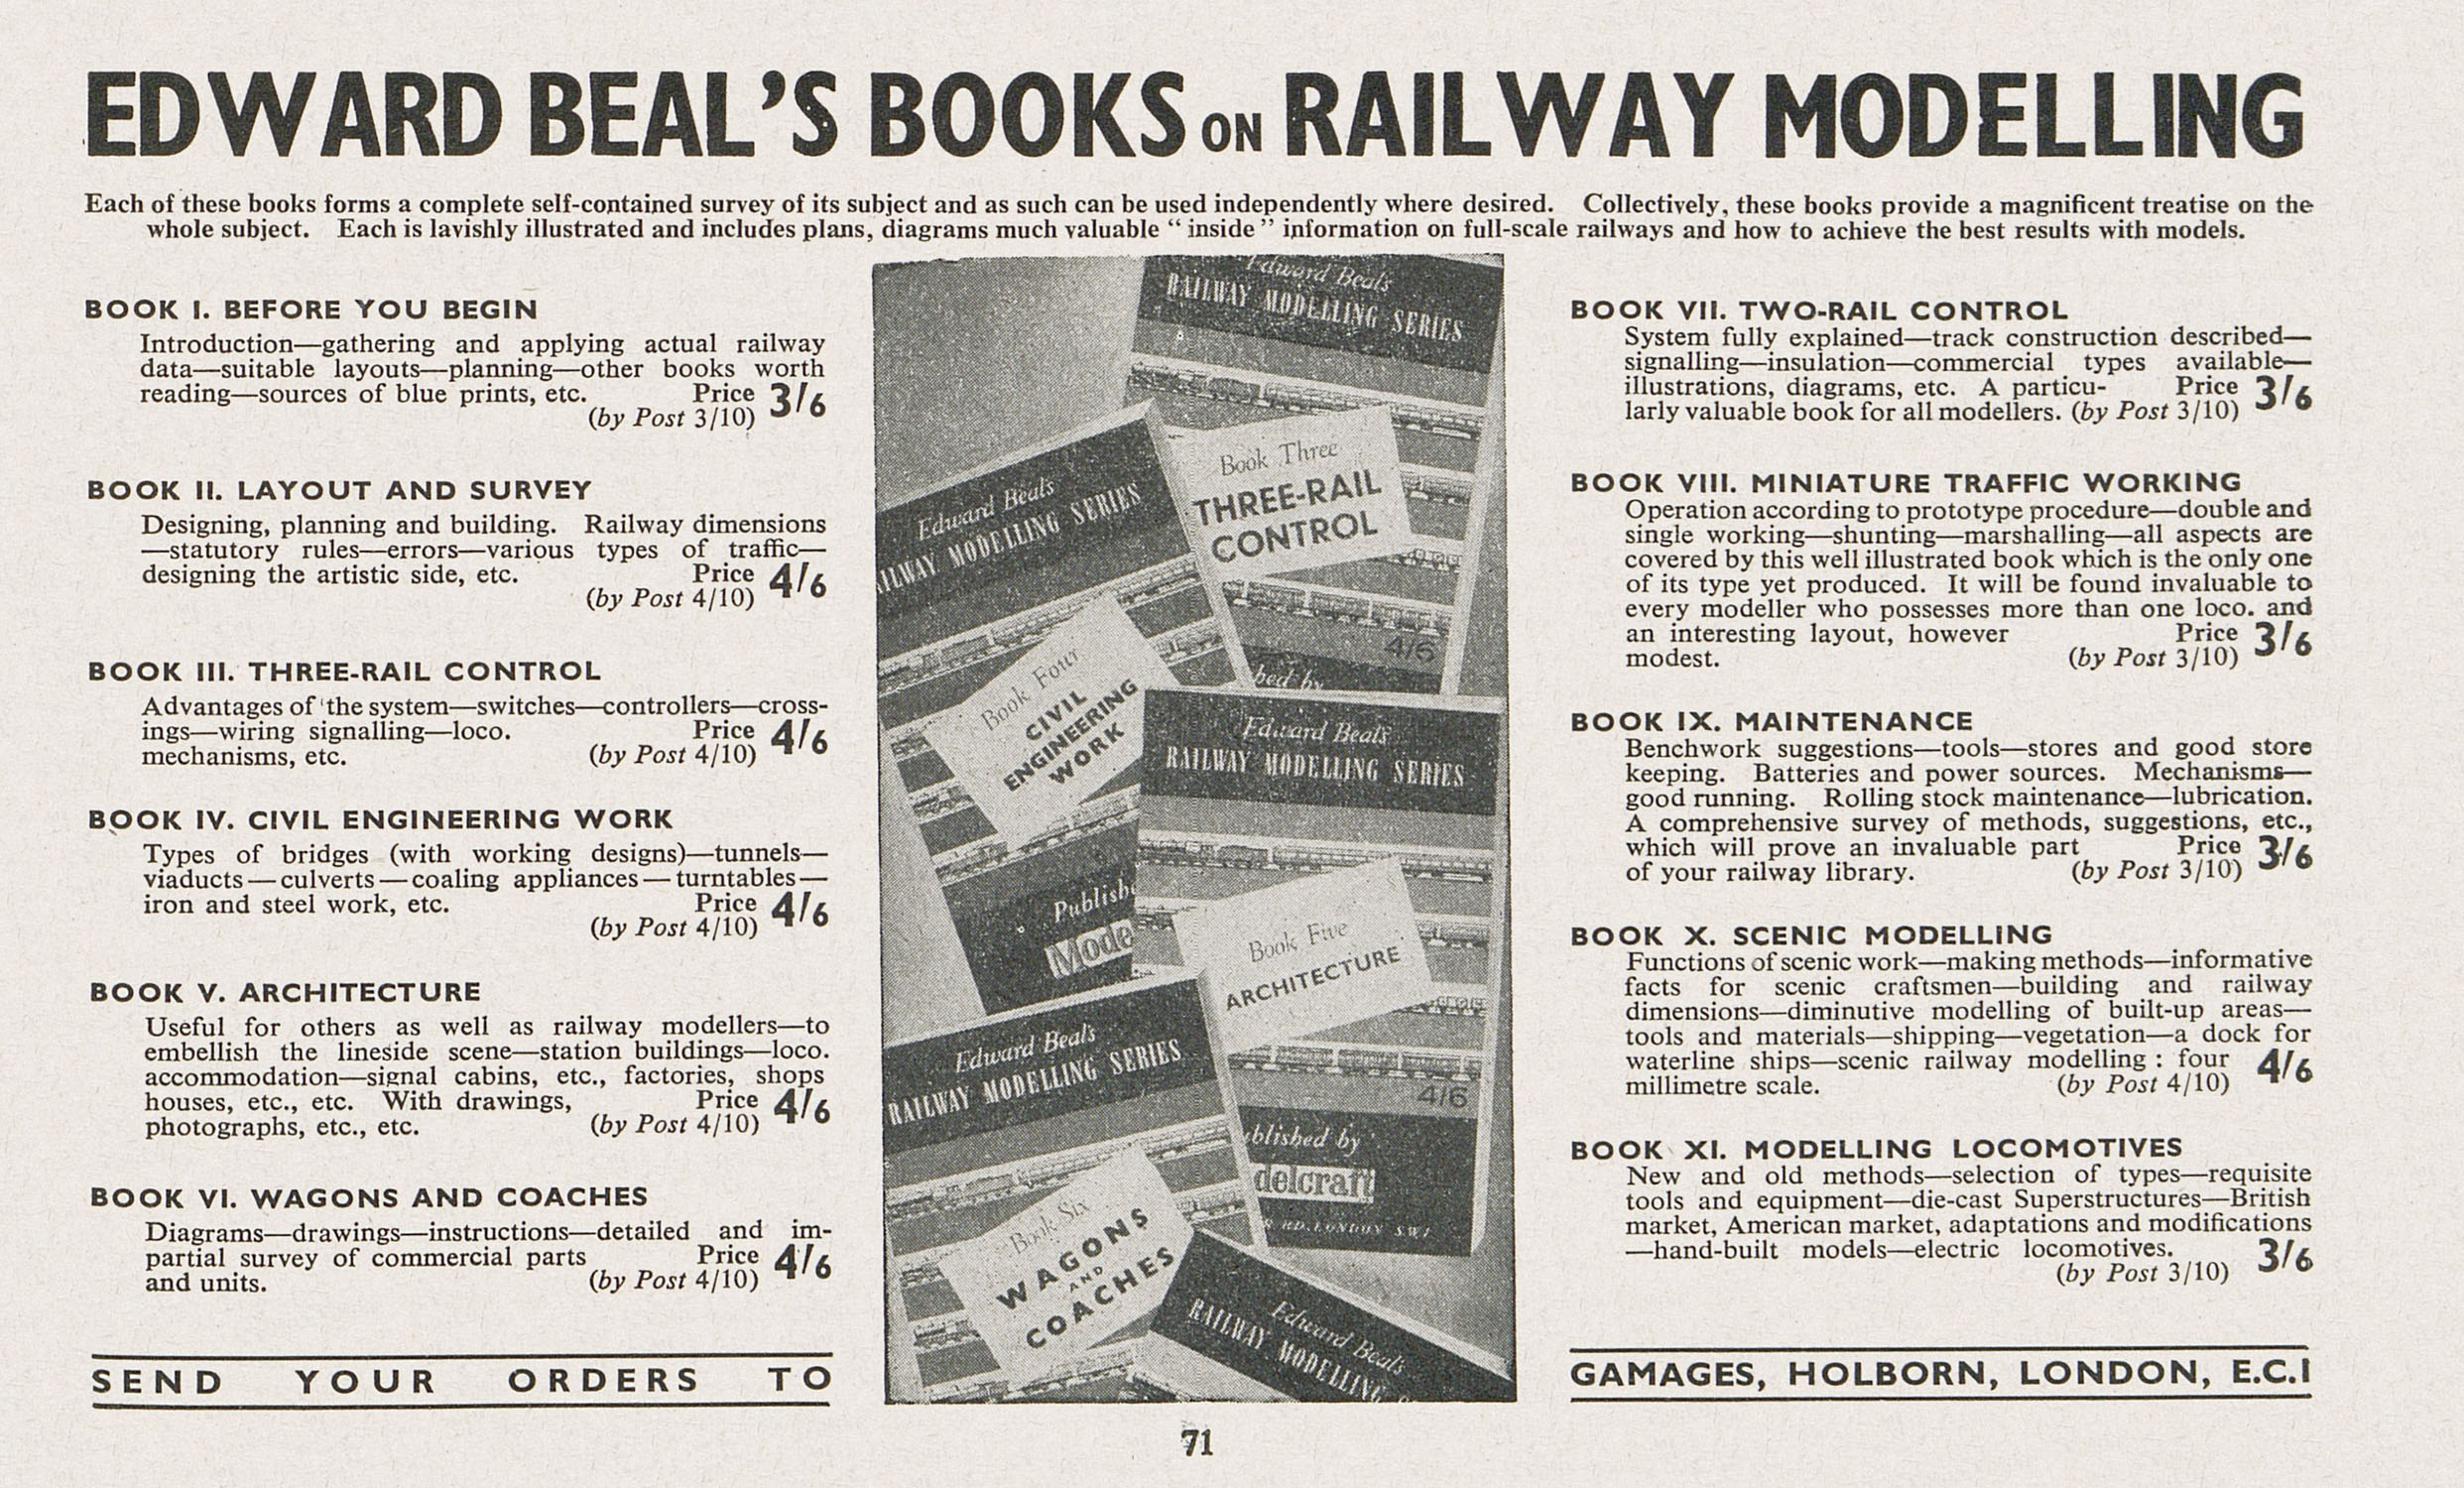 EDWARD BEAL'S BOOKS ON RAILWAY MODELLING
Each of these books forms a complete self-contained survey of its subject and as such can be used independently where desired. Collectively, these books provide a magnificent treatise on the
whole subject. Each is lavishly illustrated and includes plans, diagrams much valuable “ inside ” information on full-scale railways and how to achieve the best results with models.
BOOK I. BEFORE YOU BEGIN
Introduction—gathering and applying actual railway
data—suitable layouts—planning—other books worth
reading—sources of blue prints, etc. Price 3/6
(by Post 3/10)
BOOK II. LAYOUT AND SURVEY
Designing, planning and building. Railway dimensions
—statutory rules—errors—various types of traffic—
designing the artistic side, etc. Price 4/6
(by Post 4/10)
BOOK III. THREE-RAIL CONTROL
Advantages of the system—switches—controllers—cross-
ings—wiring signalling—loco. Price 4/6
mechanisms, etc. (by Post 4/10)
BOOK IV. CIVIL ENGINEERING WORK
Types of bridges (with working designs)—tunnels—
viaducts—culverts—coaling appliances—turntables—
iron and steel work, etc. Price 4/6
(by Post 4/10)
BOOK V. ARCHITECTURE
Useful for others as well as railway modellers—to
embellish the lineside scene—station buildings—loco.
accommodation—signal cabins, etc., factories, shops
houses, etc., etc. With drawings, Price 4/6
photographs, etc., etc. (by Post 4/10)
BOOK VI. WAGONS AND COACHES
Diagrams—drawings—instructions—detailed and im-
partial survey of commercial parts Price 4/6
and units. (by Post 4/10)
SEND YOUR ORDERS TO
Edward Beal's
RAILWAY MODELLING SERIES
Book Three
THREE-RAIL
CONTROL
4/6
bed by
Edward Beal's
AILWAY MODELLING SERIES
Book Four
CIVIL
ENGINEERING
WORK
Publishe
Mode
Edward Beal's
RAILWAY MODELLING SERIES
Book Five
ARCHITECTURE
4/6
blished by
delcraft
RD. LONDON SW1
Edward Beal's
RAILWAY MODELLING SERIES
Book Six
WAGONS
AND
COACHES
Edward Beal's
RAILWAY MODELLING
BOOK VII. TWO-RAIL CONTROL
System fully explained—track construction described—
signalling—insulation—commercial types available—
illustrations, diagrams, etc. A particu- Price 3/6
larly valuable book for all modellers. (by Post 3/10)
BOOK VIII. MINIATURE TRAFFIC WORKING
Operation according to prototype procedure—double and
single working—shunting—marshalling—all aspects are
covered by this well illustrated book which is the only one
of its type yet produced. It will be found invaluable to
every modeller who possesses more than one loco. and
an interesting layout, however Price 3/6
modest. (by Post 3/10)
BOOK IX. MAINTENANCE
Benchwork suggestions—tools—stores and good store
keeping. Batteries and power sources. Mechanisms—
good running. Rolling stock maintenance—lubrication.
A comprehensive survey of methods, suggestions, etc.,
which will prove an invaluable part Price 3/6
of your railway library. (by Post 3/10)
BOOK X. SCENIC MODELLING
Functions of scenic work—making methods—informative
facts for scenic craftsmen—building and railway
dimensions—diminutive modelling of built-up areas—
tools and materials—shipping—vegetation—a dock for
waterline ships—scenic railway modelling : four 4/6
millimetre scale. (by Post 4/10)
BOOK XI. MODELLING LOCOMOTIVES
New and old methods—selection of types—requisite
tools and equipment—die-cast Superstructures—British
market, American market, adaptations and modifications
—hand-built models—electric locomotives. 3/6
(by Post 3/10)
GAMAGES, HOLBORN, LONDON, E.C.1
71